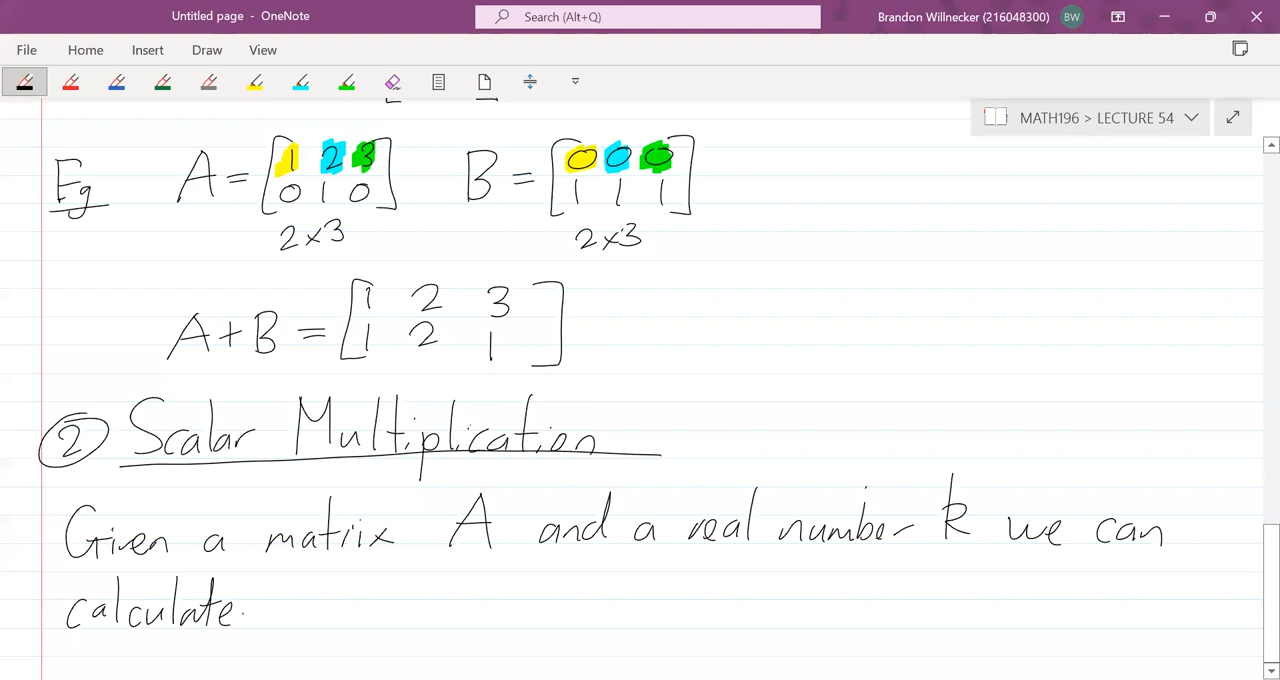 Untitled page - OneNote
Search (Alt+Q)
Brandon Willnecker (216048300) BW
File Home Insert Draw View
MATH196 > LECTURE 54
Eg A = [1 2 3 B = [0 0 0
0 1 0] 1 1 1]
2×3 2×3
A+B = [1 2 3
1 2 1]
② Scalar Multiplication
Given a matrix A and a real number k we can
calculate.